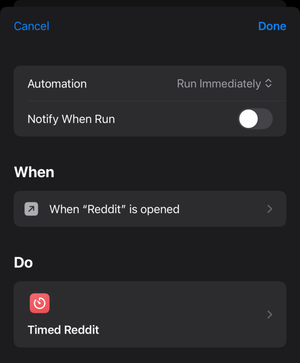 Cancel
Done
Automation
Run Immediately
Notify When Run
When
When “Reddit” is opened
Do
Timed Reddit